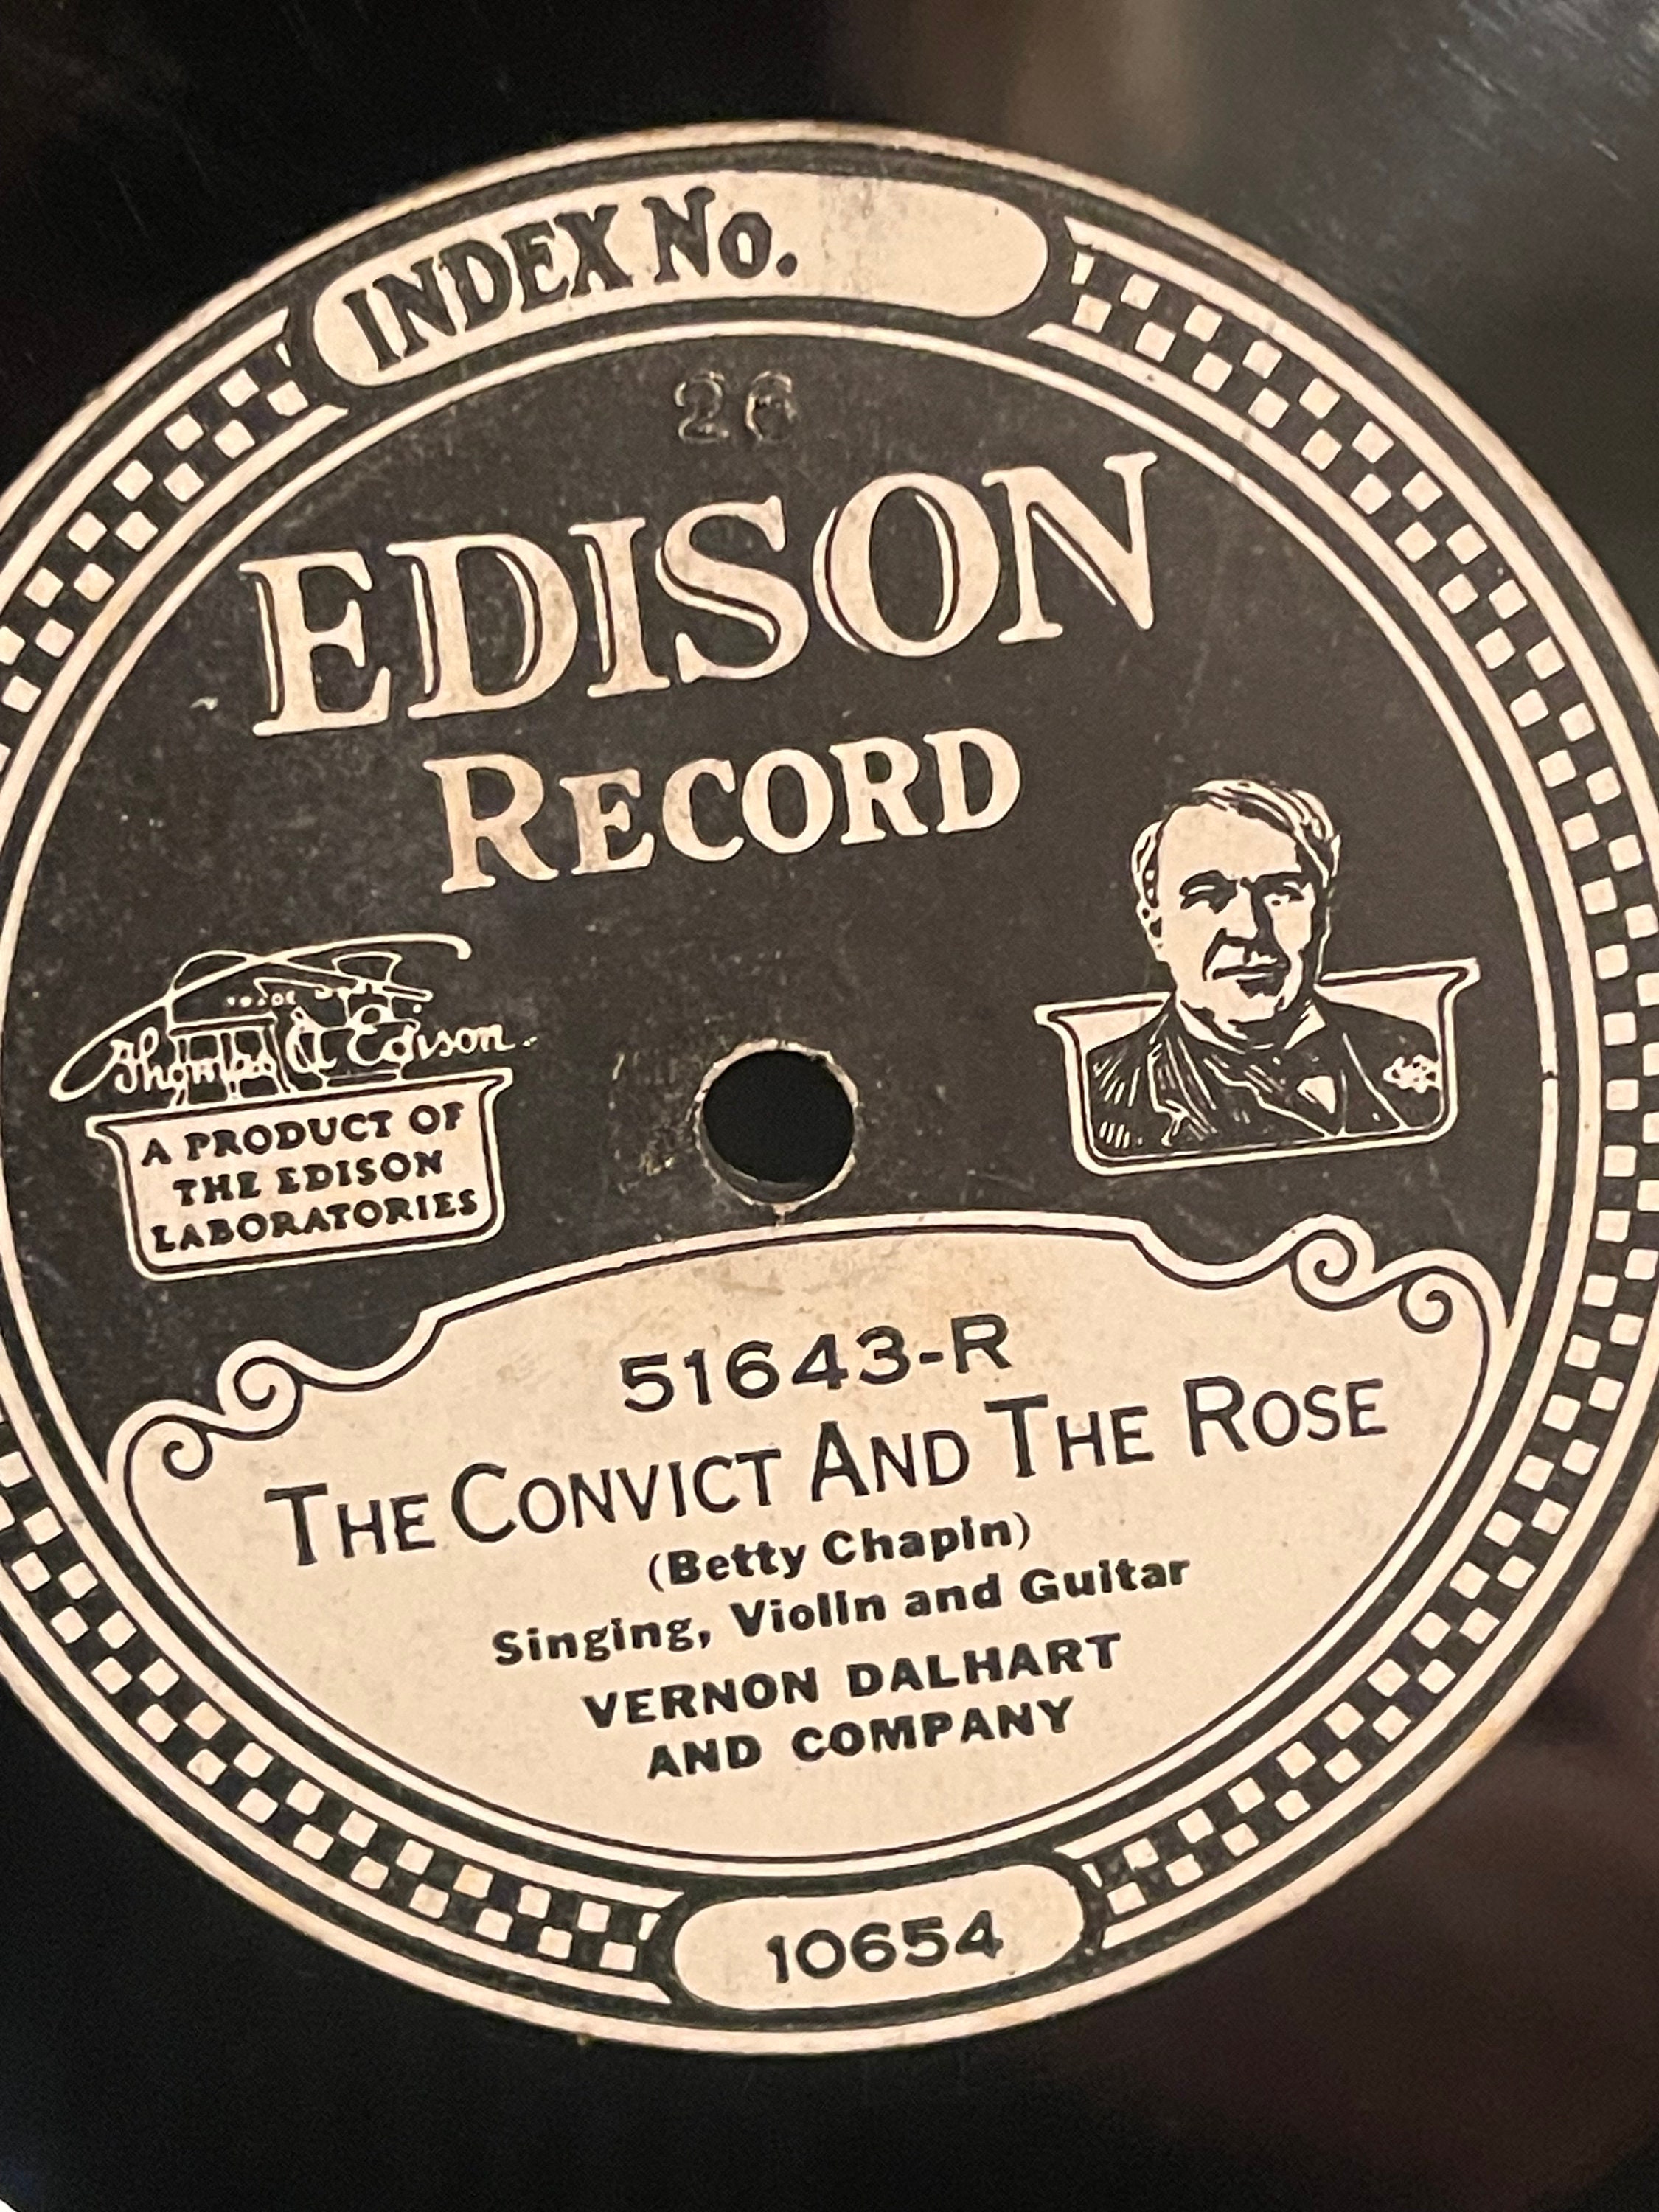 INDEX No.
26
EDISON
RECORD
TRADE
Thomas A Edison
A PRODUCT OF
THE EDISON
LABORATORIES
51643-R
THE CONVICT AND THE ROSE
(Betty Chapin)
Singing, Violin and Guitar
VERNON DALHART
AND COMPANY
10654